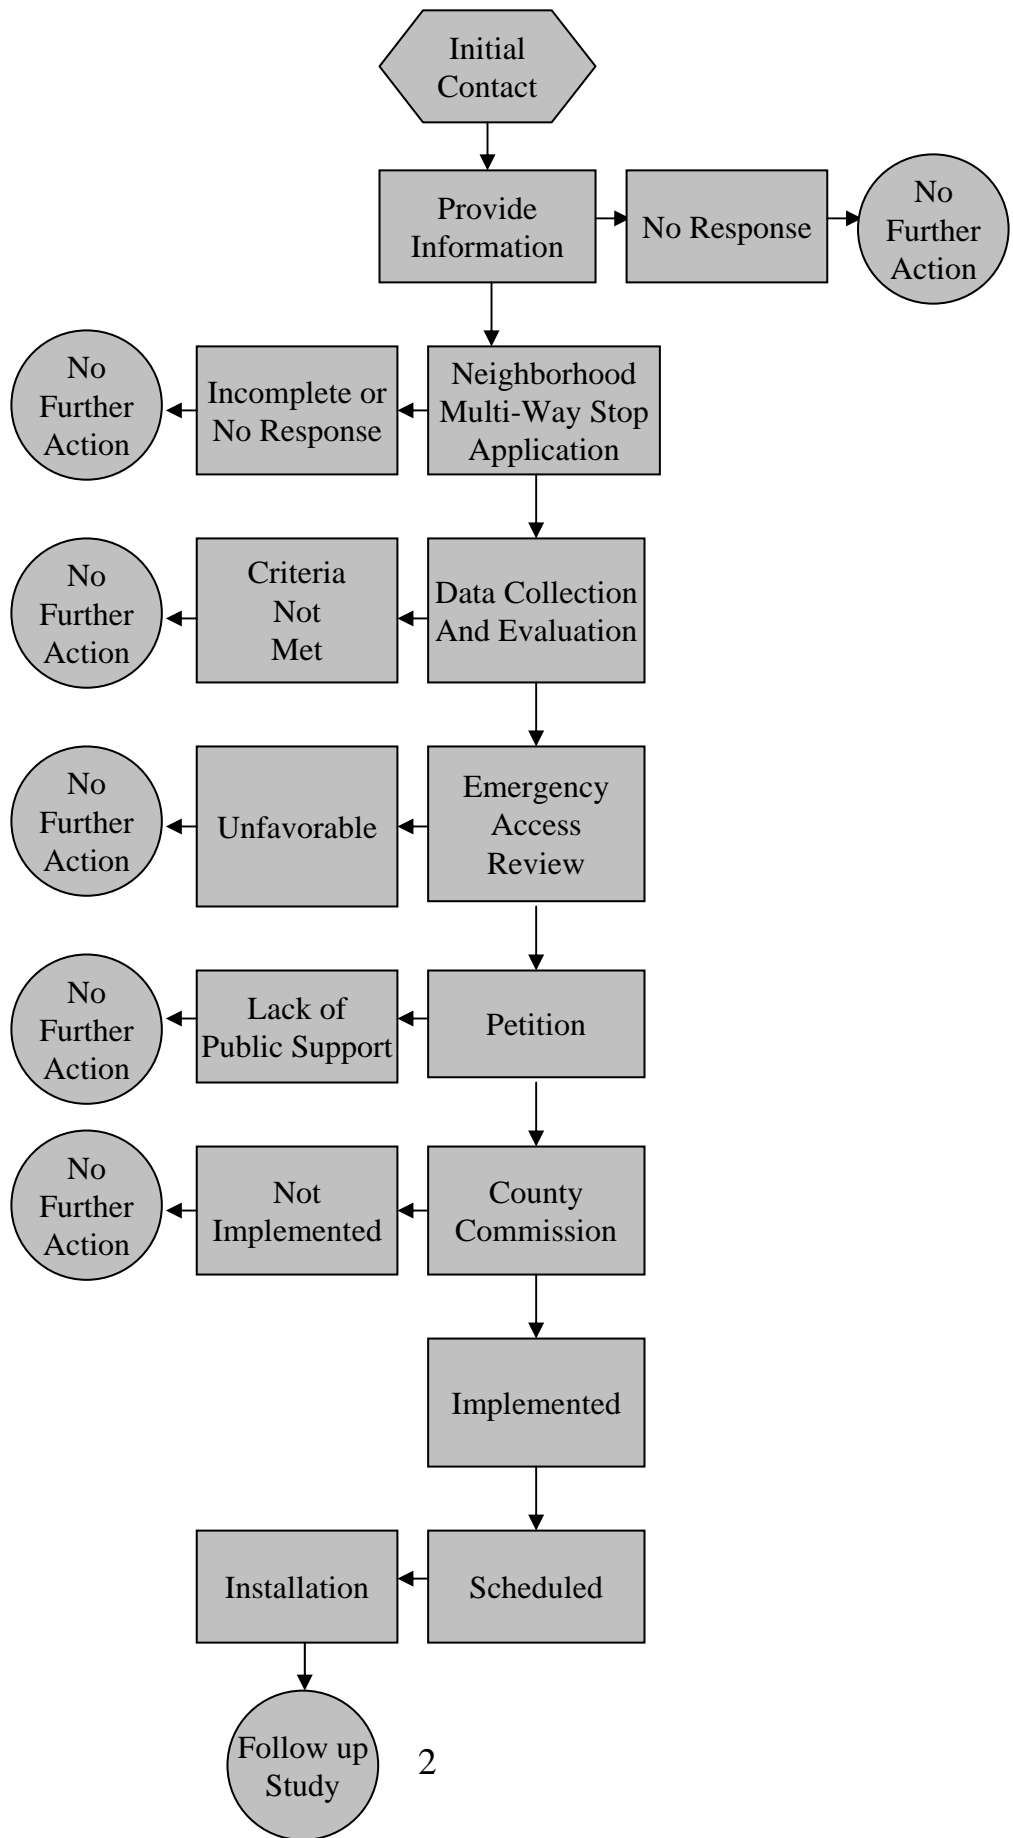 Initial
Contact
Provide
Information
No Response
No
Further
Action
No
Further
Action
Incomplete or
No Response
Neighborhood
Multi-Way Stop
Application
No
Further
Action
Criteria
Not
Met
Data Collection
And Evaluation
No
Further
Action
Unfavorable
Emergency
Access
Review
No
Further
Action
Lack of
Public Support
Petition
No
Further
Action
Not
Implemented
County
Commission
Implemented
Installation
Scheduled
Follow up
Study
2